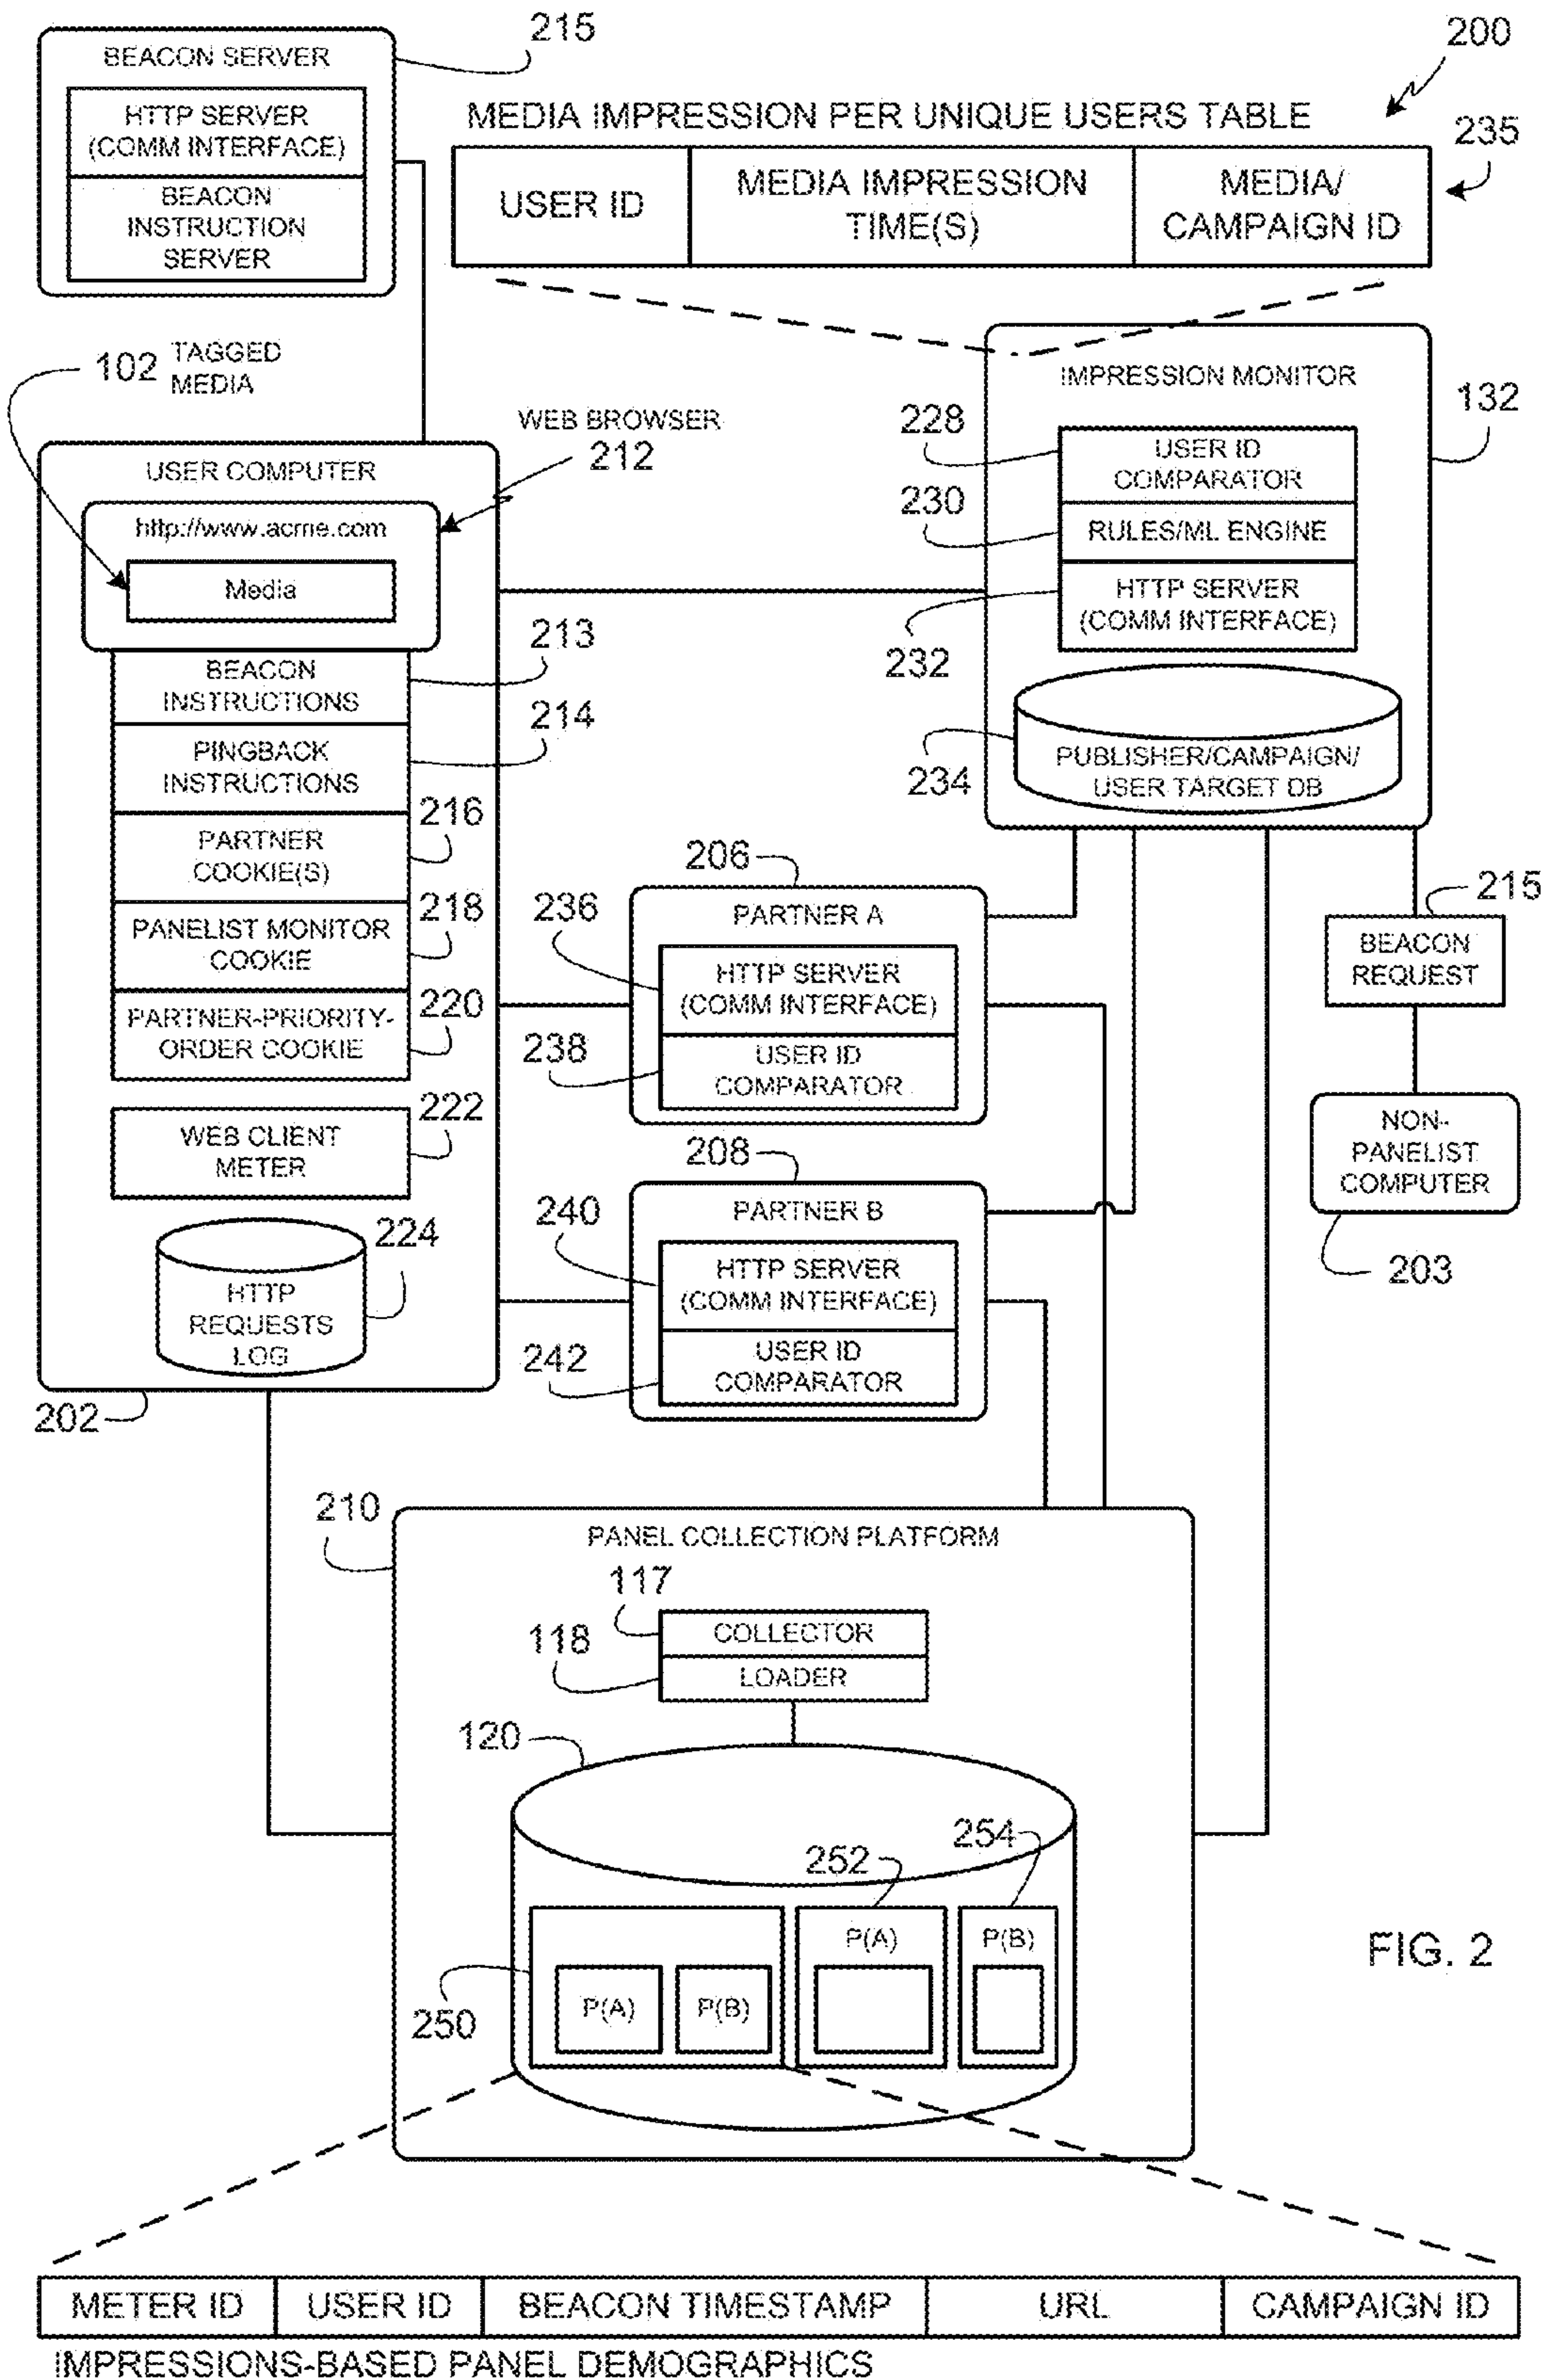 BEACON SERVER
215
HTTP SERVER
(COMM INTERFACE)
BEACON
INSTRUCTION
SERVER
200
MEDIA IMPRESSION PER UNIQUE USERS TABLE
235
USER ID
MEDIA IMPRESSION
TIME(S)
MEDIA/
CAMPAIGN ID
102
TAGGED
MEDIA
WEB BROWSER
212
USER COMPUTER
http://www.acme.com
Media
213
BEACON
INSTRUCTIONS
214
PINGBACK
INSTRUCTIONS
216
PARTNER
COOKIE(S)
218
PANELIST MONITOR
COOKIE
220
PARTNER-PRIORITY-
ORDER COOKIE
222
WEB CLIENT
METER
224
HTTP
REQUESTS
LOG
202
IMPRESSION MONITOR
132
228
USER ID
COMPARATOR
230
RULES/ML ENGINE
HTTP SERVER
(COMM INTERFACE)
232
234
PUBLISHER/CAMPAIGN/
USER TARGET DB
206
PARTNER A
236
HTTP SERVER
(COMM INTERFACE)
238
USER ID
COMPARATOR
215
BEACON
REQUEST
NON-
PANELIST
COMPUTER
203
208
PARTNER B
240
HTTP SERVER
(COMM INTERFACE)
242
USER ID
COMPARATOR
210
PANEL COLLECTION PLATFORM
117
COLLECTOR
118
LOADER
120
252
254
P(A)
P(B)
250
P(A)
P(B)
FIG. 2
METER ID
USER ID
BEACON TIMESTAMP
URL
CAMPAIGN ID
IMPRESSIONS-BASED PANEL DEMOGRAPHICS